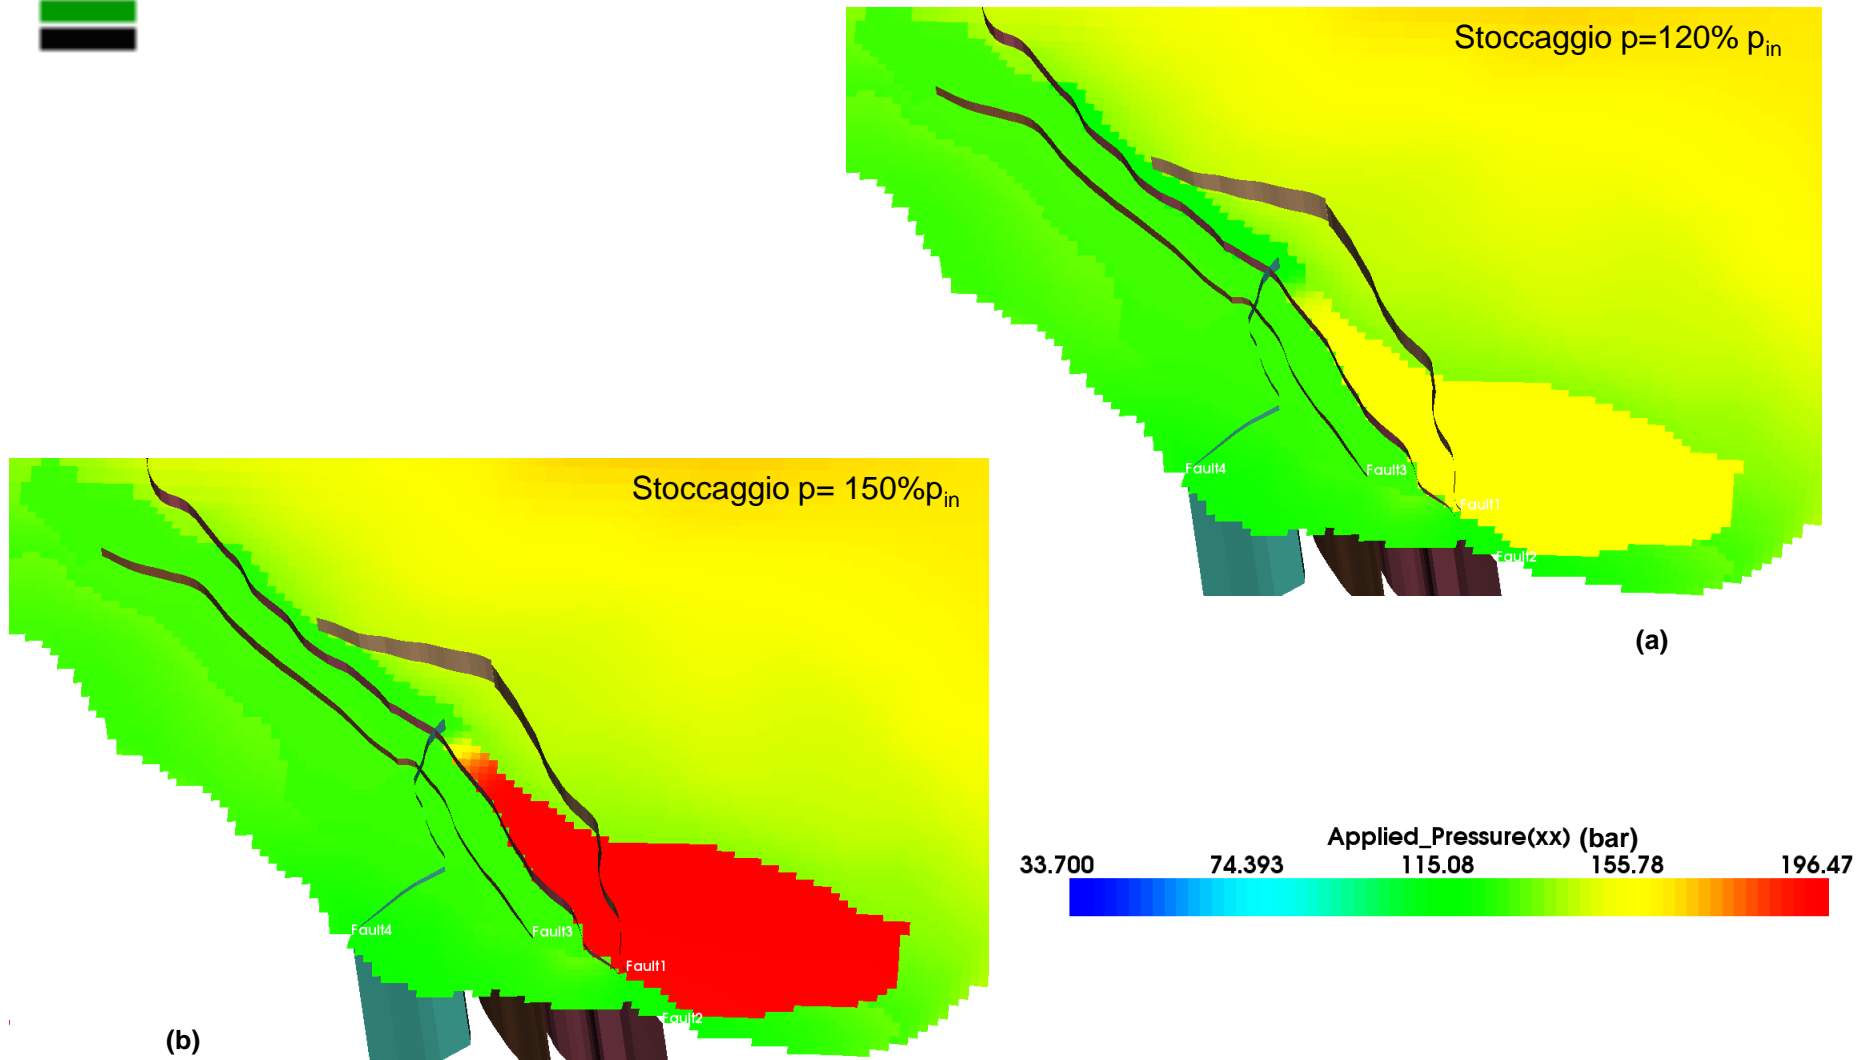 Stoccaggio p=120% pin
Fault4
Fault3
Fault1
Fault2
(a)
Stoccaggio p= 150%pin
Fault4
Fault3
Fault1
Fault2
(b)
Applied_Pressure(xx) (bar)
33.700 74.393 115.08 155.78 196.47